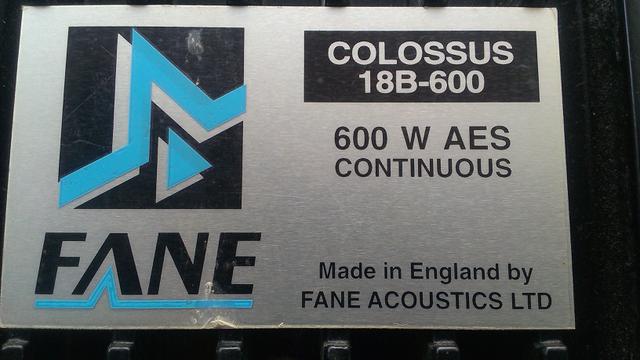 COLOSSUS
18B-600
600 W AES
CONTINUOUS
FANE
Made in England by
FANE ACOUSTICS LTD